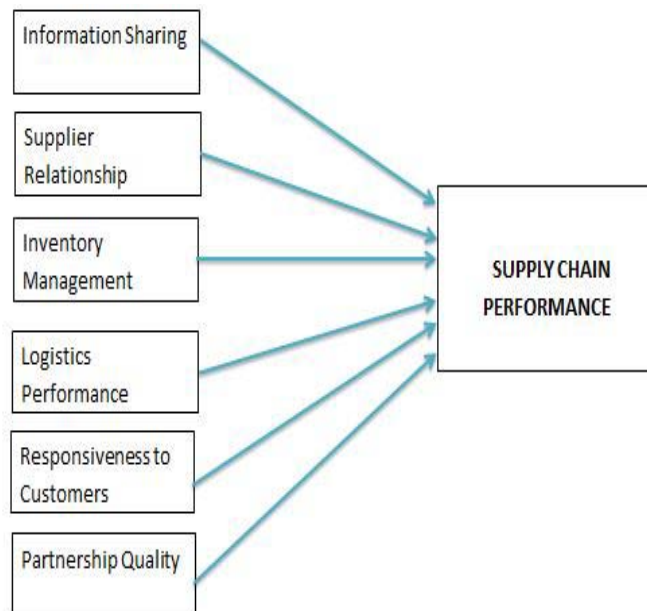 Information Sharing
Supplier
Relationship
Inventory
Management
Logistics
Performance
Responsiveness to
Customers
Partnership Quality
SUPPLY CHAIN
PERFORMANCE